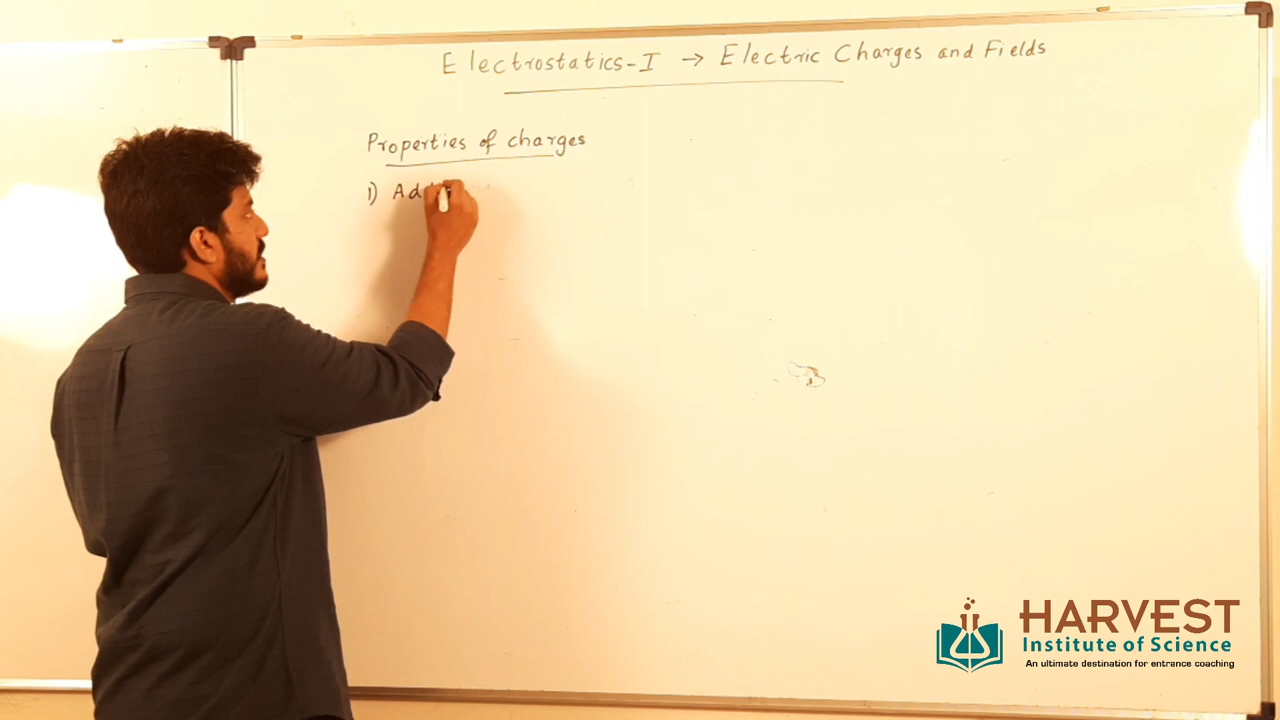 Electrostatics-I → Electric Charges and Fields
Properties of charges
1) Add
HARVEST
Institute of Science
An ultimate destination for entrance coaching